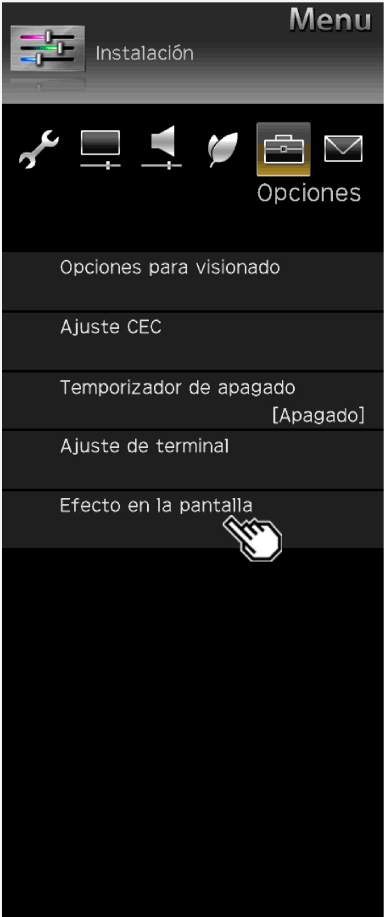 Menu
Instalación
Opciones
Opciones para visionado
Ajuste CEC
Temporizador de apagado
[Apagado]
Ajuste de terminal
Efecto en la pantalla